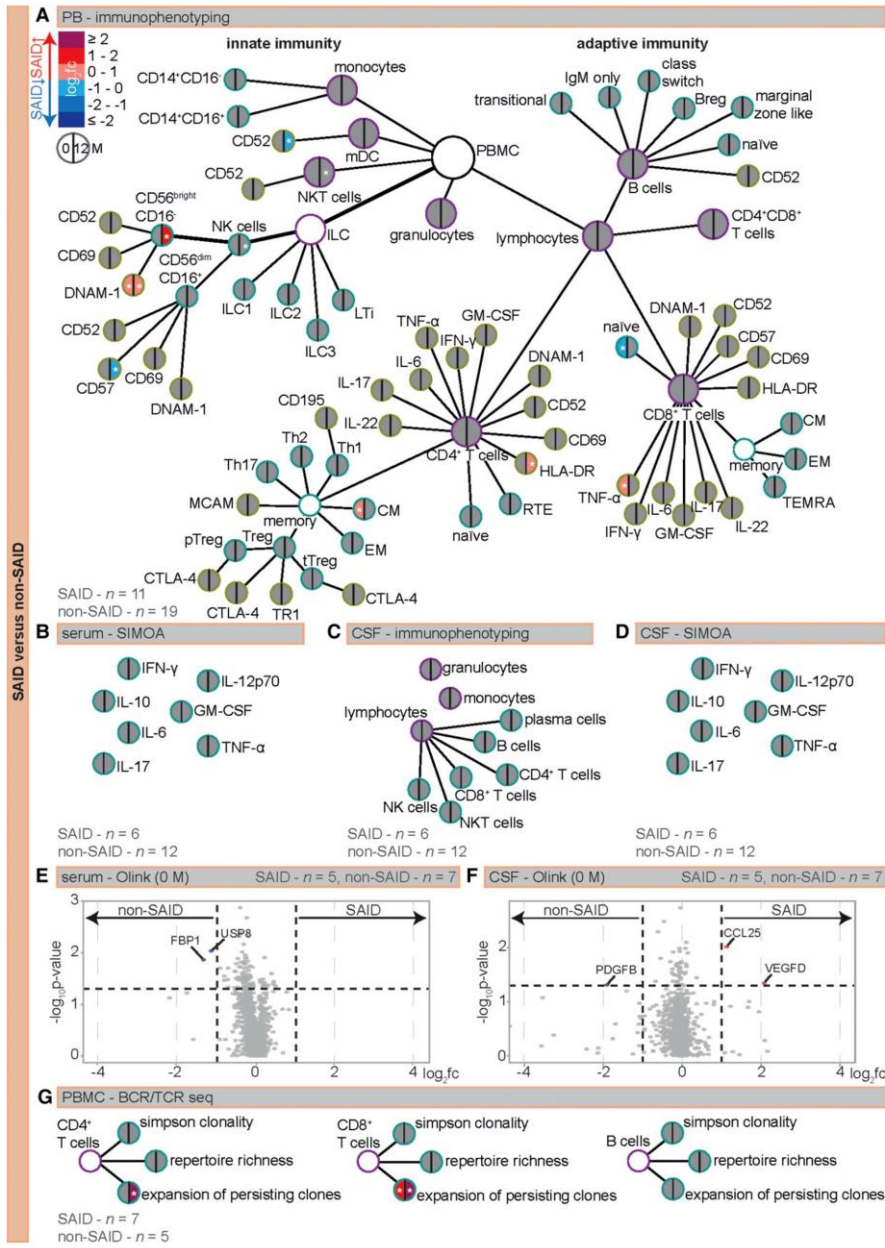 SAID versus non-SAID
A PB - immunophenotyping
SAID↓SAID↑
log₂fc
≥ 2
1 - 2
0 - 1
-1 - 0
-2 - -1
≤ -2
0 12 M
innate immunity
adaptive immunity
monocytes
CD14⁺CD16⁻
CD14⁺CD16⁺
CD52
mDC
CD52
NKT cells
PBMC
granulocytes
transitional
IgM only
class
switch
Breg
marginal
zone like
naïve
CD52
B cells
CD4⁺CD8⁺
T cells
lymphocytes
CD56bright
CD16⁻
CD52
CD69
DNAM-1
NK cells
ILC
CD56dim
CD16⁺
CD52
CD57
CD69
DNAM-1
ILC1
ILC2
ILC3
LTi
TNF-α
GM-CSF
IFN-γ
IL-6
IL-17
IL-22
DNAM-1
CD52
CD69
HLA-DR
CD4⁺ T cells
RTE
naïve
CD195
Th17
Th2
Th1
MCAM
memory
CM
EM
pTreg
Treg
tTreg
CTLA-4
CTLA-4
TR1
CTLA-4
naïve
DNAM-1
CD52
CD57
CD69
HLA-DR
CD8⁺ T cells
CM
EM
memory
TEMRA
TNF-α
IFN-γ
IL-6
GM-CSF
IL-17
IL-22
SAID - n = 11
non-SAID - n = 19
B serum - SIMOA
IFN-γ
IL-12p70
IL-10
GM-CSF
IL-6
TNF-α
IL-17
SAID - n = 6
non-SAID - n = 12
C CSF - immunophenotyping
granulocytes
monocytes
lymphocytes
plasma cells
B cells
CD4⁺ T cells
CD8⁺ T cells
NK cells
NKT cells
SAID - n = 6
non-SAID - n = 12
D CSF - SIMOA
IFN-γ
IL-12p70
IL-10
GM-CSF
IL-6
TNF-α
IL-17
SAID - n = 6
non-SAID - n = 12
E serum - Olink (0 M) SAID - n = 5, non-SAID - n = 7
non-SAID
SAID
FBP1
USP8
-log₁₀p-value
3
2
1
0
-4 -2 0 2 4
log₂fc
F CSF - Olink (0 M) SAID - n = 5, non-SAID - n = 7
non-SAID
SAID
CCL25
PDGFB
VEGFD
-log₁₀p-value
2
1
0
-4 -2 0 2 4
log₂fc
G PBMC - BCR/TCR seq
CD4⁺
T cells
simpson clonality
repertoire richness
expansion of persisting clones
CD8⁺
T cells
simpson clonality
repertoire richness
expansion of persisting clones
B cells
simpson clonality
repertoire richness
expansion of persisting clones
SAID - n = 7
non-SAID - n = 5